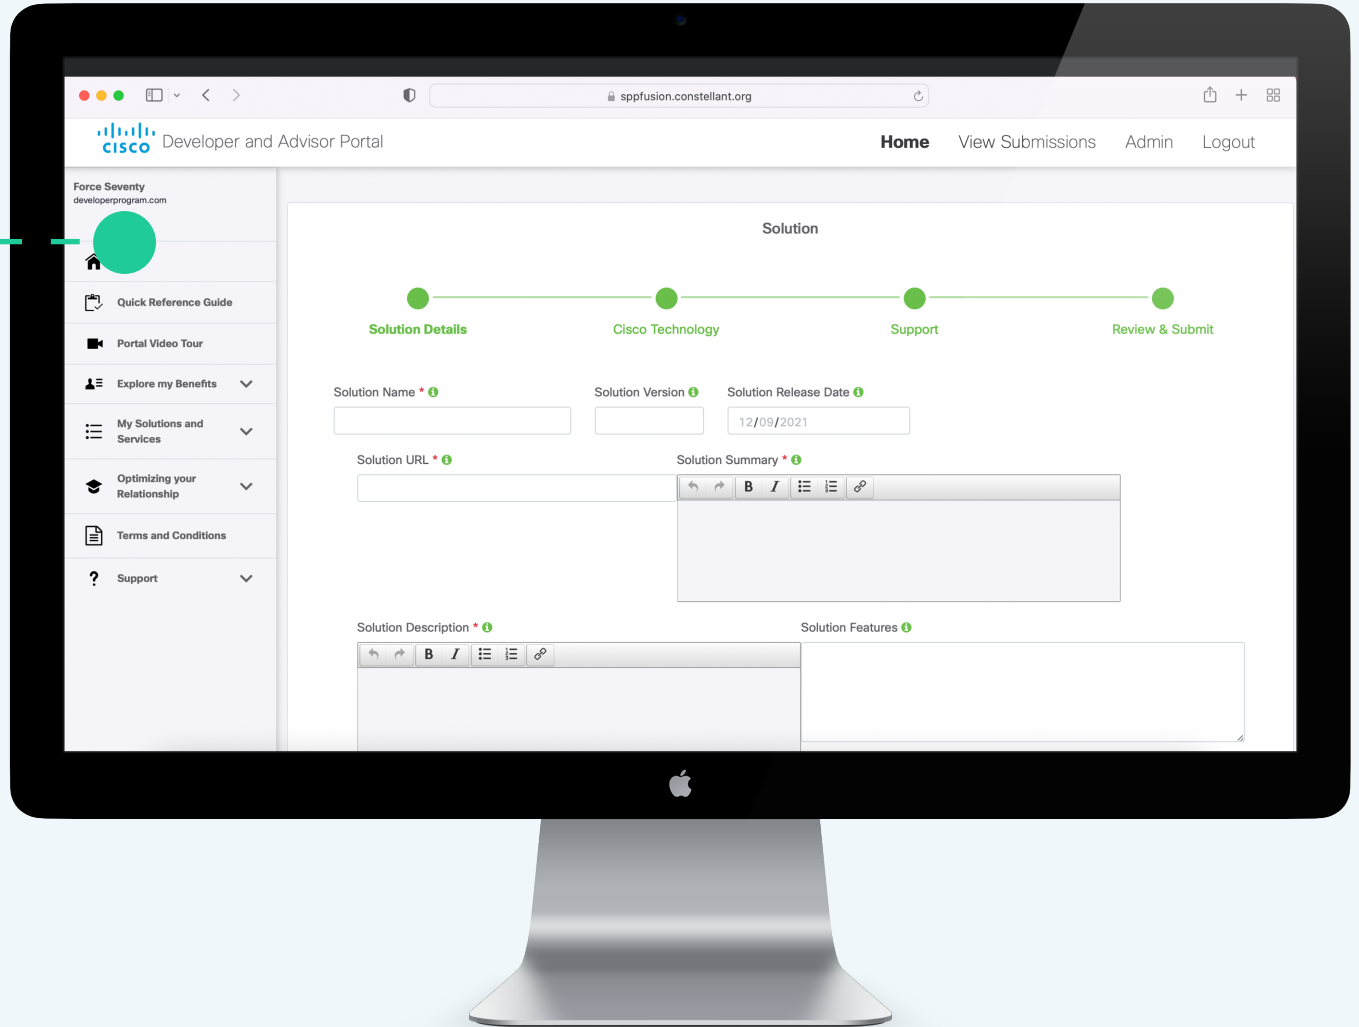 sppfusion.constellant.org
CISCO Developer and Advisor Portal
Home View Submissions Admin Logout
Force Seventy
developerprogram.com
Quick Reference Guide
Portal Video Tour
Explore my Benefits
My Solutions and
Services
Optimizing your
Relationship
Terms and Conditions
Support
Solution
Solution Details Cisco Technology Support Review & Submit
Solution Name * Solution Version Solution Release Date
12/09/2021
Solution URL * Solution Summary *
B I
Solution Description * Solution Features
B I